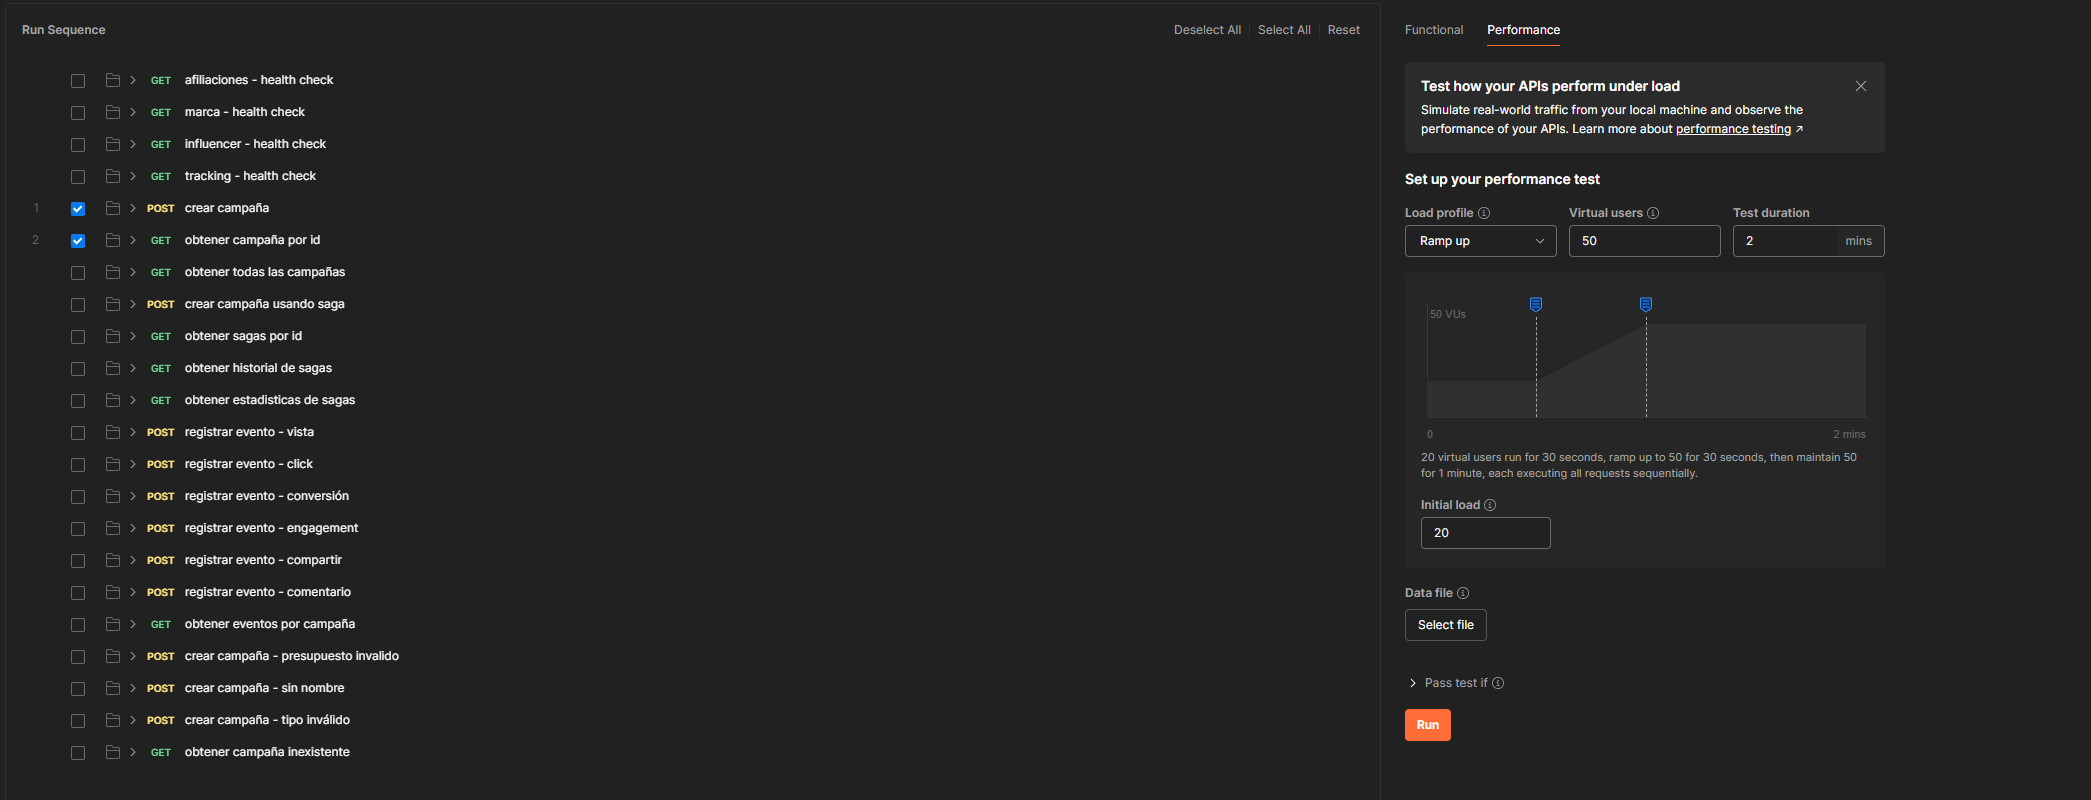 Run Sequence
Deselect All
Select All
Reset
GET afiliaciones - health check
GET marca - health check
GET influencer - health check
GET tracking - health check
1 POST crear campaña
2 GET obtener campaña por id
GET obtener todas las campañas
POST crear campaña usando saga
GET obtener sagas por id
GET obtener historial de sagas
GET obtener estadisticas de sagas
POST registrar evento - vista
POST registrar evento - click
POST registrar evento - conversión
POST registrar evento - engagement
POST registrar evento - compartir
POST registrar evento - comentario
GET obtener eventos por campaña
POST crear campaña - presupuesto invalido
POST crear campaña - sin nombre
POST crear campaña - tipo inválido
GET obtener campaña inexistente
Functional
Performance
Test how your APIs perform under load
Simulate real-world traffic from your local machine and observe the
performance of your APIs. Learn more about performance testing ↗
Set up your performance test
Load profile
Virtual users
Test duration
Ramp up
50
2 mins
50 VUs
0
2 mins
20 virtual users run for 30 seconds, ramp up to 50 for 30 seconds, then maintain 50
for 1 minute, each executing all requests sequentially.
Initial load
20
Data file
Select file
Pass test if
Run